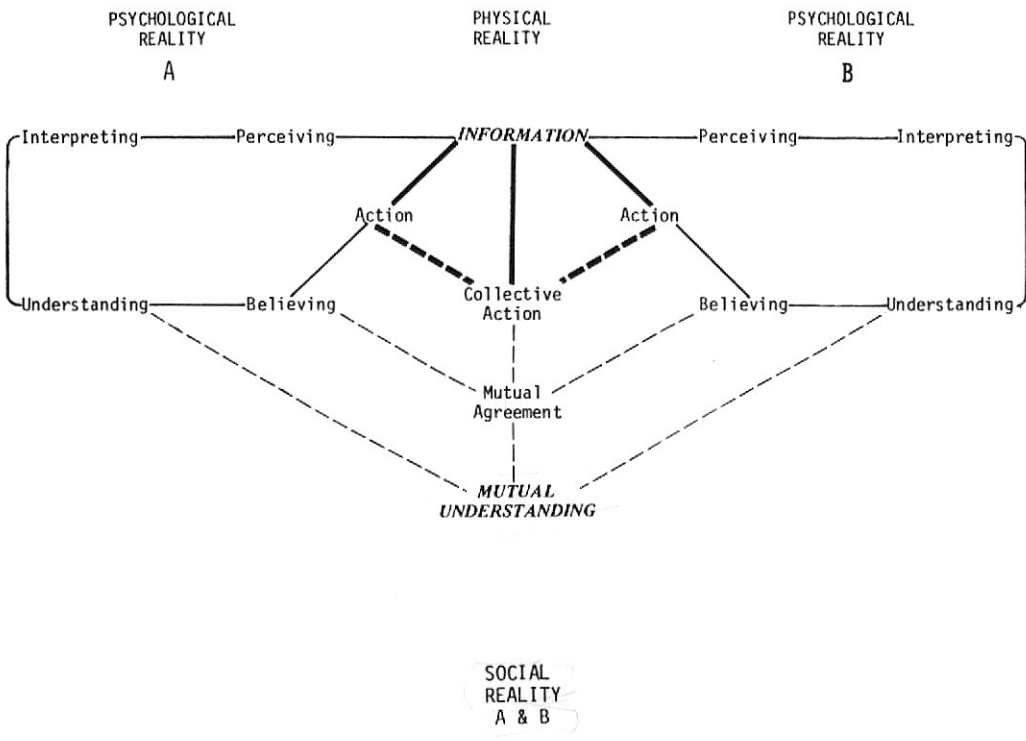 PSYCHOLOGICAL
REALITY
A
PHYSICAL
REALITY
PSYCHOLOGICAL
REALITY
B
Interpreting Perceiving INFORMATION Perceiving Interpreting
Action Action
Understanding Believing Collective
Action Believing Understanding
Mutual
Agreement
MUTUAL
UNDERSTANDING
SOCIAL
REALITY
A & B